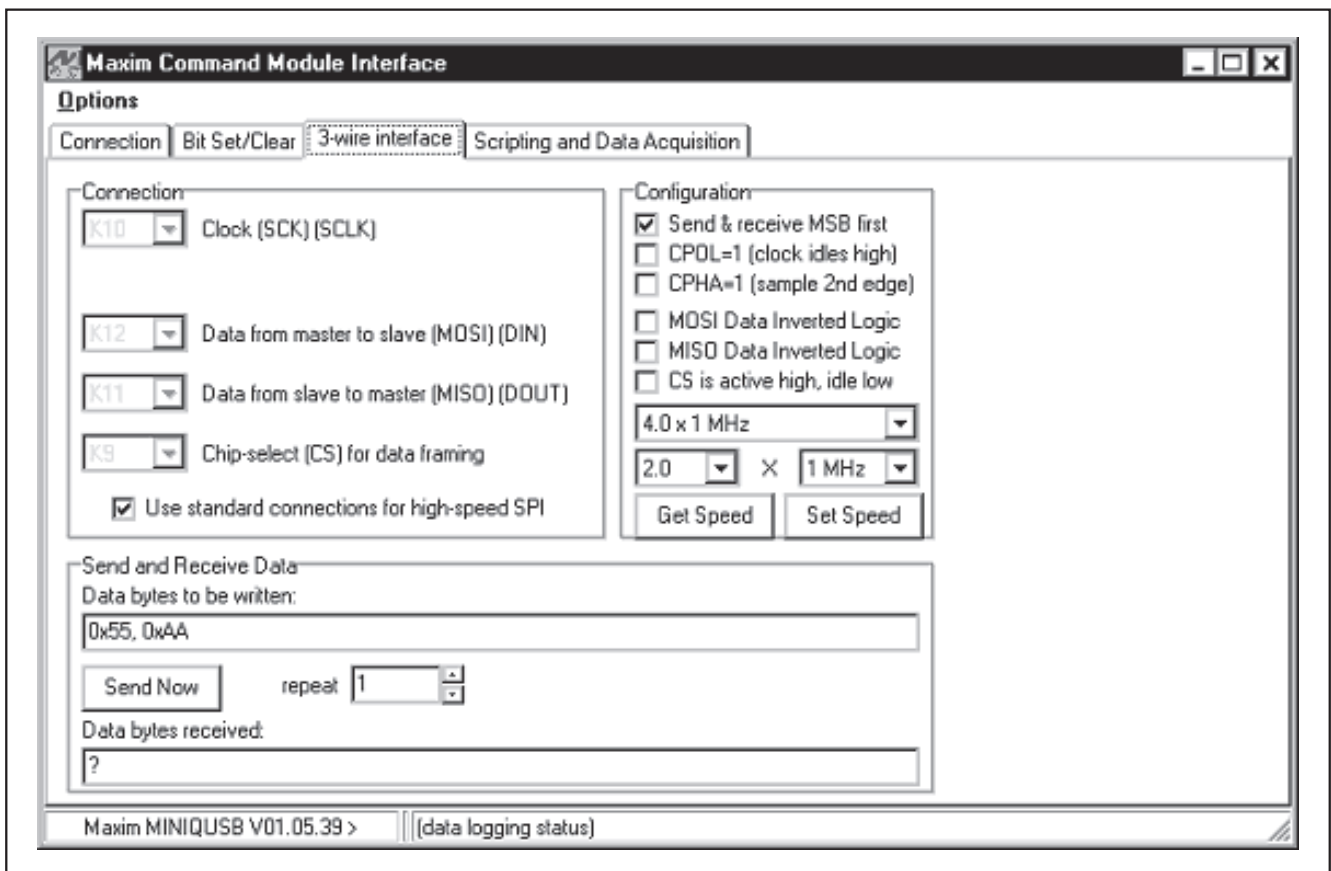 Maxim Command Module Interface
Options
Connection Bit Set/Clear 3-wire interface Scripting and Data Acquisition
Connection
K10 Clock (SCK) (SCLK)
K12 Data from master to slave (MOSI) (DIN)
K11 Data from slave to master (MISO) (DOUT)
K9 Chip-select (CS) for data framing
Use standard connections for high-speed SPI
Configuration
Send & receive MSB first
CPOL=1 (clock idles high)
CPHA=1 (sample 2nd edge)
MOSI Data Inverted Logic
MISO Data Inverted Logic
CS is active high, idle low
4.0 x 1 MHz
2.0 X 1 MHz
Get Speed Set Speed
Send and Receive Data
Data bytes to be written:
0x55, 0xAA
Send Now repeat 1
Data bytes received:
?
Maxim MINIQUSB V01.05.39 > (data logging status)